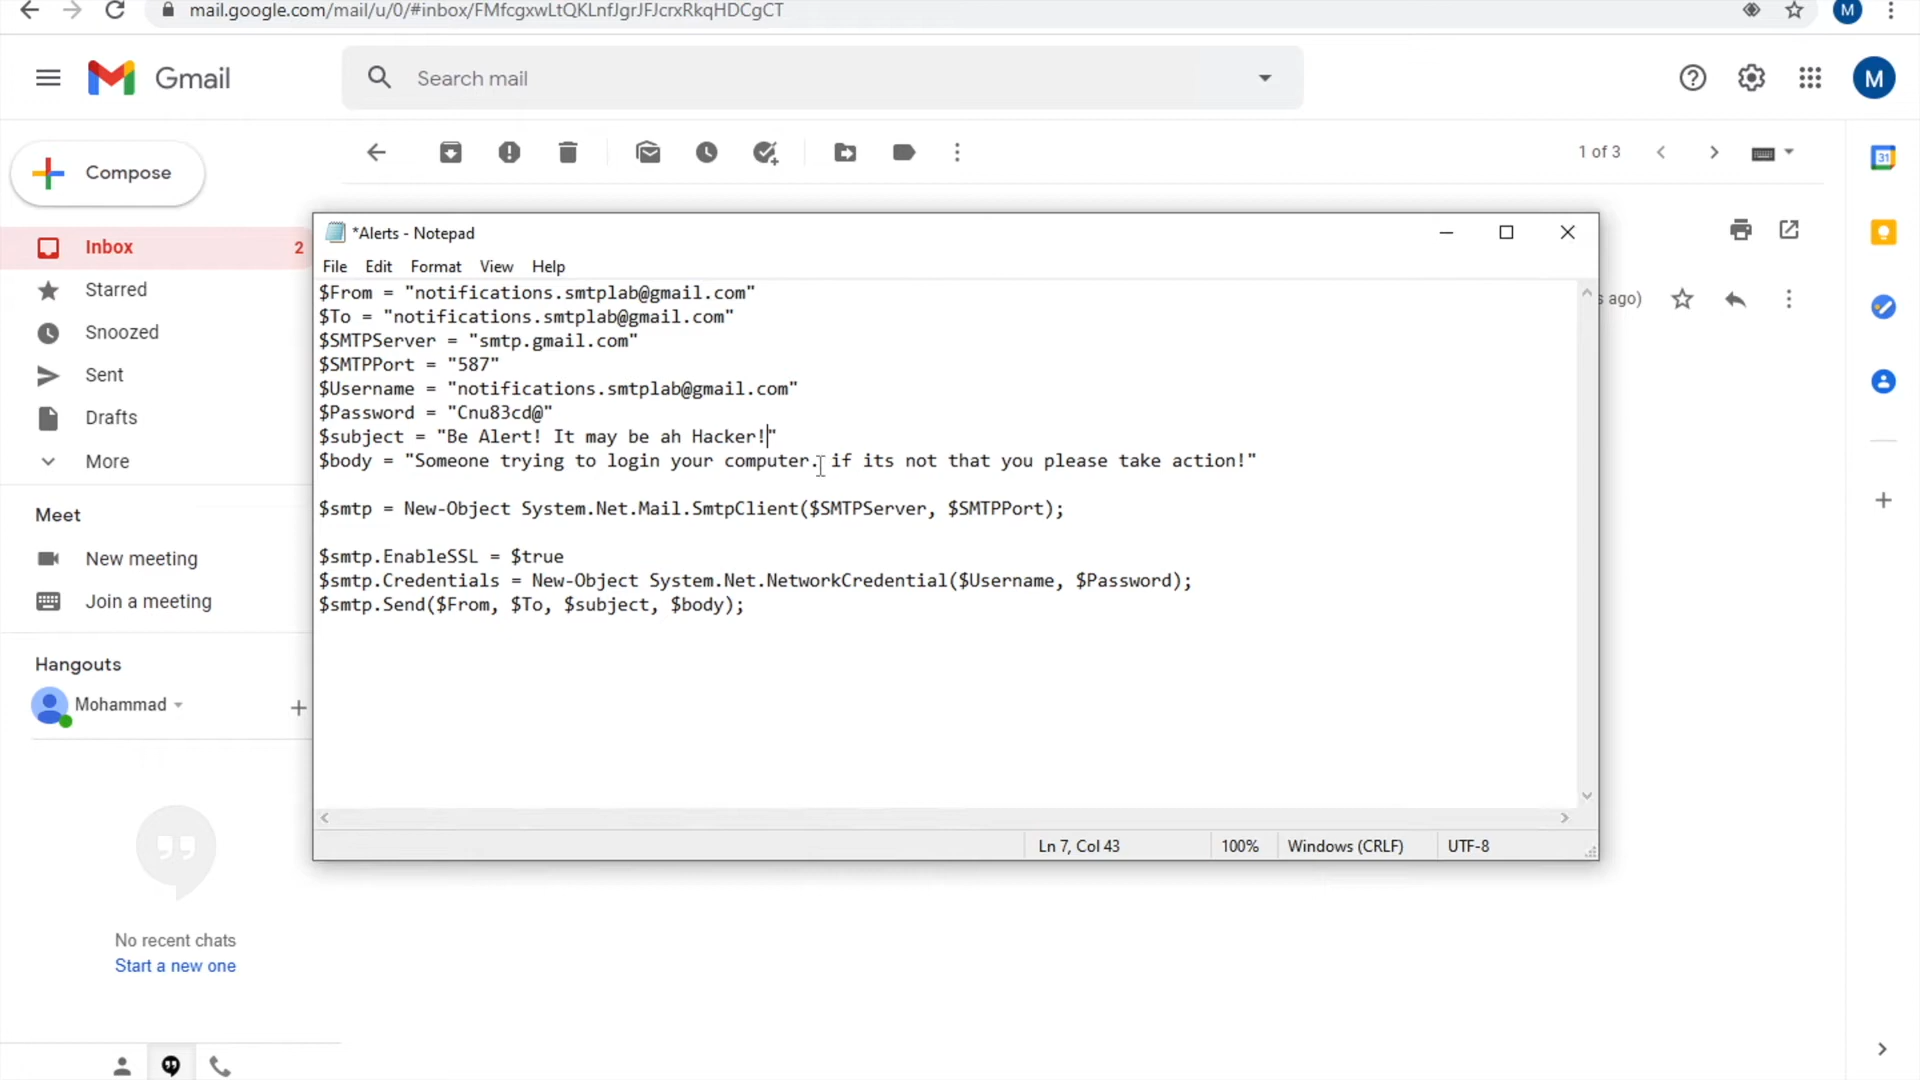 mail.google.com/mail/u/0/#inbox/FMfcgxwLtQKLnfJgrJFJcrxRkqHDCgCT
M
Gmail
Search mail
M
Compose
1 of 3
31
Inbox 2
Starred
Snoozed
Sent
Drafts
More
Meet
New meeting
Join a meeting
Hangouts
Mohammad
No recent chats
Start a new one
s ago)
*Alerts - Notepad
File Edit Format View Help
$From = "notifications.smtplab@gmail.com"
$To = "notifications.smtplab@gmail.com"
$SMTPServer = "smtp.gmail.com"
$SMTPPort = "587"
$Username = "notifications.smtplab@gmail.com"
$Password = "Cnu83cd@"
$subject = "Be Alert! It may be ah Hacker!"
$body = "Someone trying to login your computer. if its not that you please take action!"
$smtp = New-Object System.Net.Mail.SmtpClient($SMTPServer, $SMTPPort);
$smtp.EnableSSL = $true
$smtp.Credentials = New-Object System.Net.NetworkCredential($Username, $Password);
$smtp.Send($From, $To, $subject, $body);
Ln 7, Col 43 100% Windows (CRLF) UTF-8